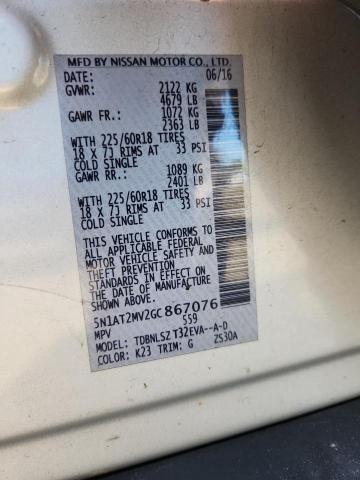 MFD BY NISSAN MOTOR CO., LTD.
DATE: 06/16
GVWR: 2122 KG
4679 LB
GAWR FR.: 1072 KG
2363 LB
WITH 225/60R18 TIRES
18 X 7J RIMS AT 33 PSI
COLD SINGLE
GAWR RR.: 1089 KG
2401 LB
WITH 225/60R18 TIRES
18 X 7J RIMS AT 33 PSI
COLD SINGLE
THIS VEHICLE CONFORMS TO
ALL APPLICABLE FEDERAL
MOTOR VEHICLE SAFETY AND
THEFT PREVENTION
STANDARDS IN EFFECT ON
THE DATE OF MANUFACTURE
SHOWN ABOVE.
5N1AT2MV2GC867076
MPV 559
MODEL: TDBNLSZ T32EVA--A-D
COLOR: K23 TRIM: G ZS30A